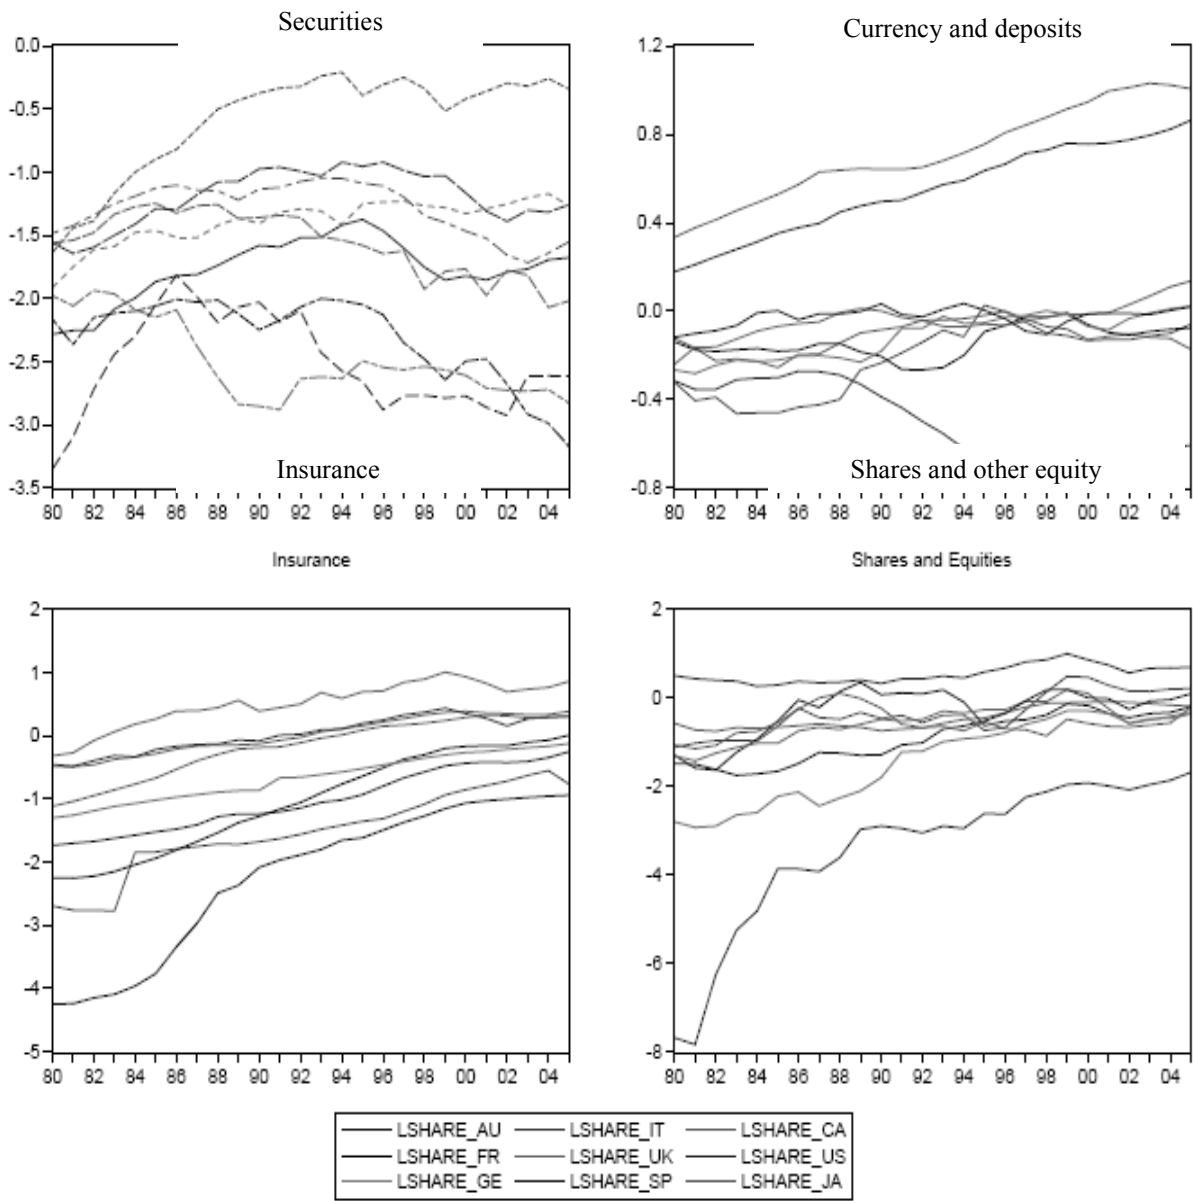 Securities
Currency and deposits
0.0
-0.5
-1.0
-1.5
-2.0
-2.5
-3.0
-3.5
1.2
0.8
0.4
0.0
-0.4
-0.8
Insurance
Shares and other equity
80 82 84 86 88 90 92 94 96 98 00 02 04
80 82 84 86 88 90 92 94 96 98 00 02 04
Insurance
Shares and Equities
2
1
0
-1
-2
-3
-4
-5
2
0
-2
-4
-6
-8
80 82 84 86 88 90 92 94 96 98 00 02 04
80 82 84 86 88 90 92 94 96 98 00 02 04
LSHARE_AU LSHARE_IT LSHARE_CA
LSHARE_FR LSHARE_UK LSHARE_US
LSHARE_GE LSHARE_SP LSHARE_JA